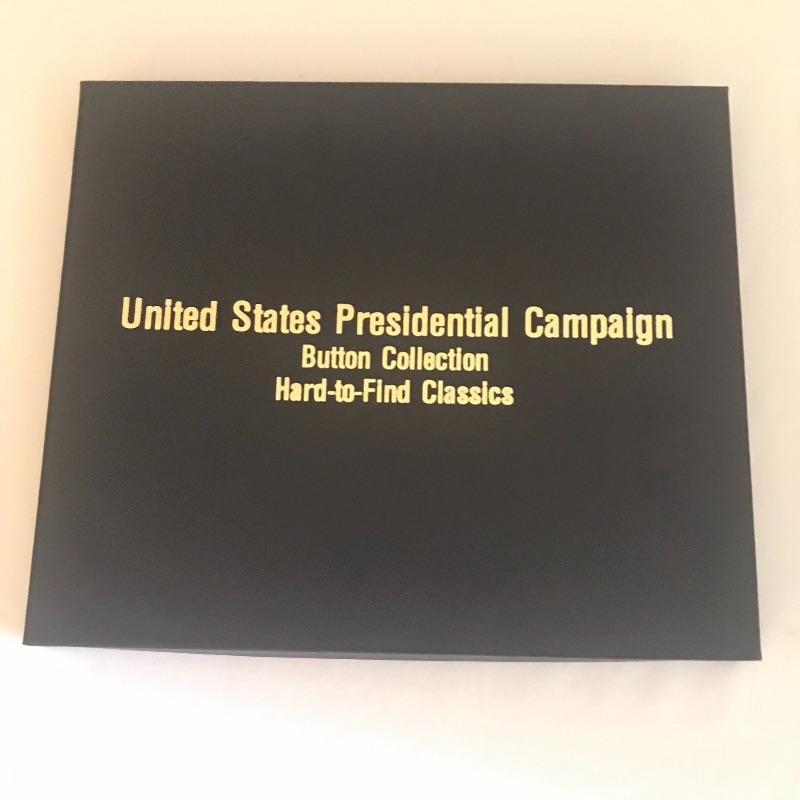 United States Presidential Campaign
Button Collection
Hard-to-Find Classics